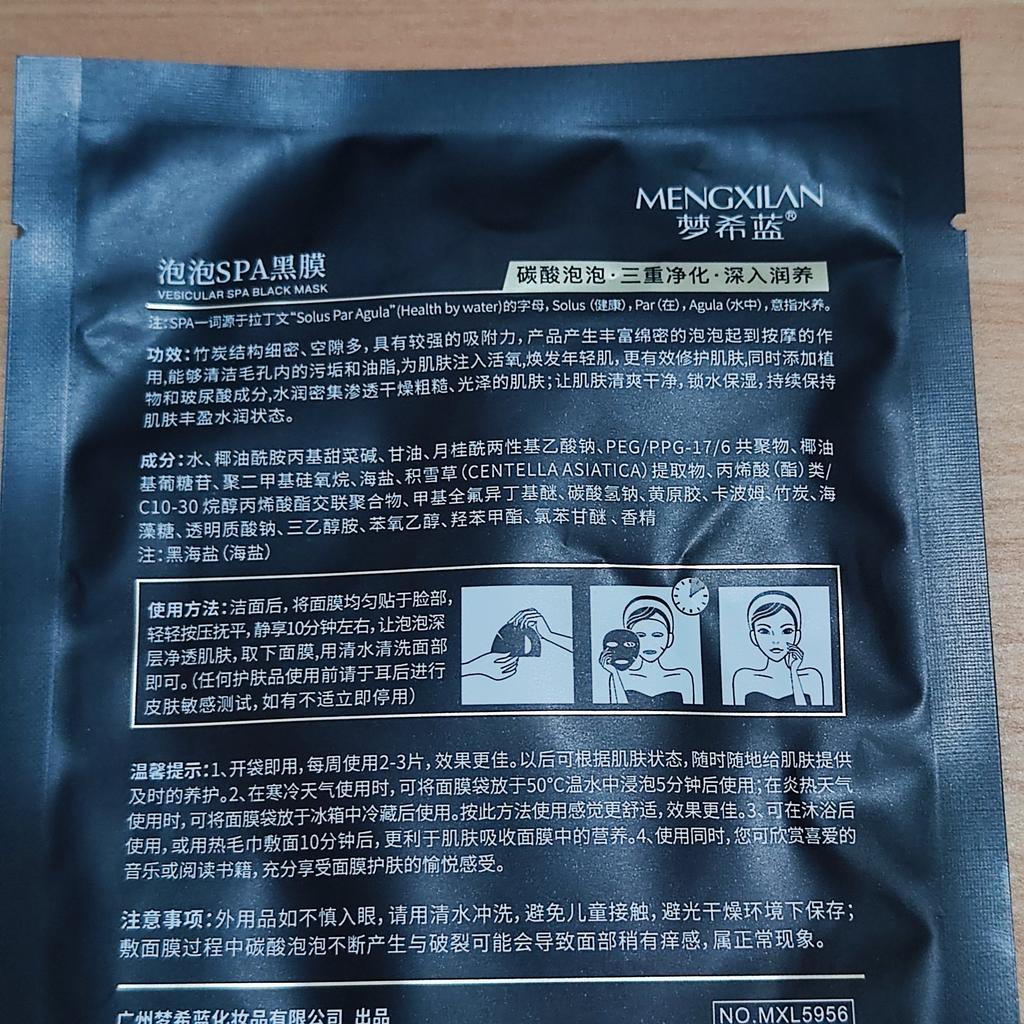 MENGXILAN
梦希蓝®
泡泡SPA黑膜
VESICULAR SPA BLACK MASK
碳酸泡泡·三重净化·深入润养
注:SPA一词源于拉丁文“Solus Par Agula”(Health by water)的字母, Solus (健康), Par (在), Agula (水中), 意指水养。
功效:竹炭结构细密、空隙多,具有较强的吸附力,产品产生丰富绵密的泡泡起到按摩的作
用,能够清洁毛孔内的污垢和油脂,为肌肤注入活氧,焕发年轻肌,更有效修护肌肤,同时添加植
物和玻尿酸成分,水润密集渗透干燥粗糙、光泽的肌肤;让肌肤清爽干净,锁水保湿,持续保持
肌肤丰盈水润状态。
成分:水、椰油酰胺丙基甜菜碱、甘油、月桂酰两性基乙酸钠、PEG/PPG-17/6 共聚物、椰油
基葡糖苷、聚二甲基硅氧烷、海盐、积雪草 (CENTELLA ASIATICA) 提取物、丙烯酸 (酯) 类/
C10-30 烷醇丙烯酸酯交联聚合物、甲基全氟异丁基醚、碳酸氢钠、黄原胶、卡波姆、竹炭、海
藻糖、透明质酸钠、三乙醇胺、苯氧乙醇、羟苯甲酯、氯苯甘醚、香精
注:黑海盐 (海盐)
使用方法:洁面后,将面膜均匀贴于脸部,
轻轻按压抚平,静享10分钟左右,让泡泡深
层净透肌肤,取下面膜,用清水清洗面部
即可。(任何护肤品使用前请于耳后进行
皮肤敏感测试,如有不适立即停用)
温馨提示:1、开袋即用,每周使用2-3片,效果更佳。以后可根据肌肤状态,随时随地给肌肤提供
及时的养护。2、在寒冷天气使用时,可将面膜袋放于50°C温水中浸泡5分钟后使用;在炎热天气
使用时,可将面膜袋放于冰箱中冷藏后使用。按此方法使用感觉更舒适,效果更佳。3、可在沐浴后
使用,或用热毛巾敷面10分钟后,更利于肌肤吸收面膜中的营养。4、使用同时,您可欣赏喜爱的
音乐或阅读书籍,充分享受面膜护肤的愉悦感受。
注意事项:外用品如不慎入眼,请用清水冲洗,避免儿童接触,避光干燥环境下保存;
敷面膜过程中碳酸泡泡不断产生与破裂可能会导致面部稍有痒感,属正常现象。
广州梦希蓝化妆品有限公司 出品
NO.MXL5956